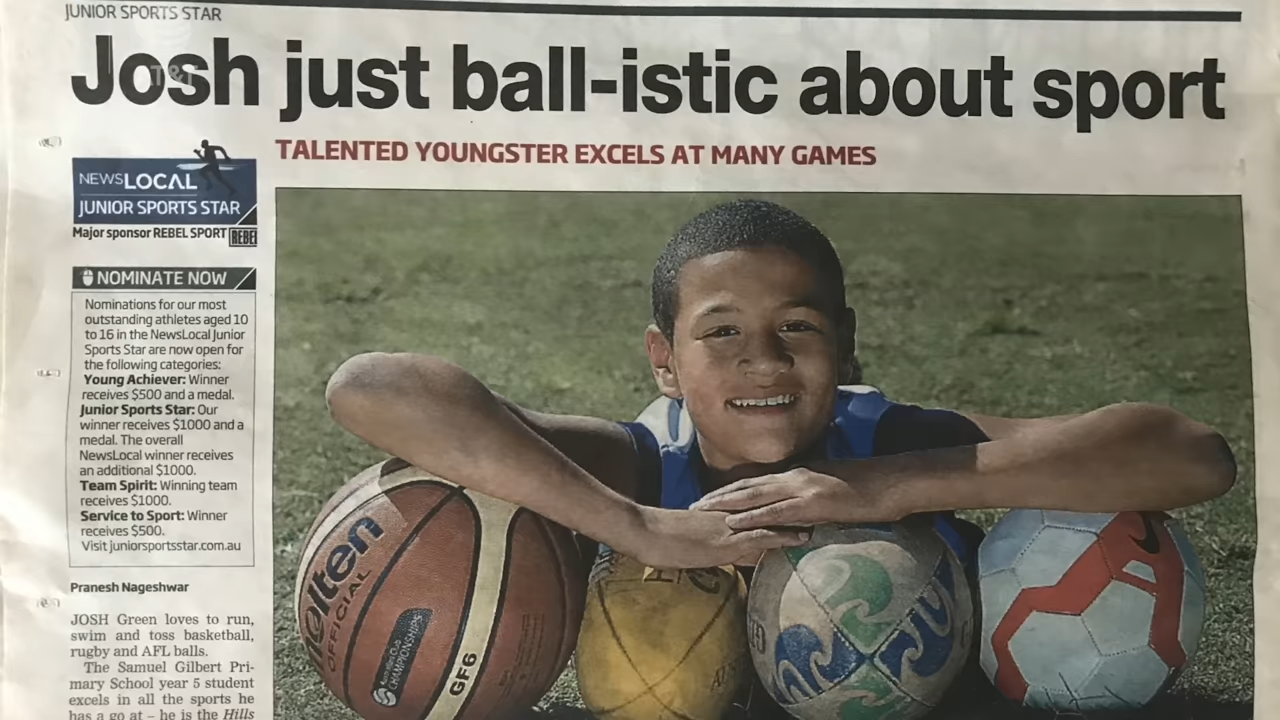 JUNIOR SPORTS STAR
Josh just ball-istic about sport
TALENTED YOUNGSTER EXCELS AT MANY GAMES
NEWSLOCAL
JUNIOR SPORTS STAR
Major sponsor REBEL SPORT REBEL
NOMINATE NOW
Nominations for our most
outstanding athletes aged 10
to 16 in the NewsLocal Junior
Sports Star are now open for
the following categories:
Young Achiever: Winner
receives $500 and a medal.
Junior Sports Star: Our
winner receives $1000 and a
medal. The overall
NewsLocal winner receives
an additional $1000.
Team Spirit: Winning team
receives $1000.
Service to Sport: Winner
receives $500.
Visit juniorsportsstar.com.au
Pranesh Nageshwar
JOSH Green loves to run,
swim and toss basketball,
rugby and AFL balls.
The Samuel Gilbert Pri-
mary School year 5 student
excels in all the sports he
has a go at – he is the Hills
molten
OFFICIAL
CHAMPIONSHIPS
GF6